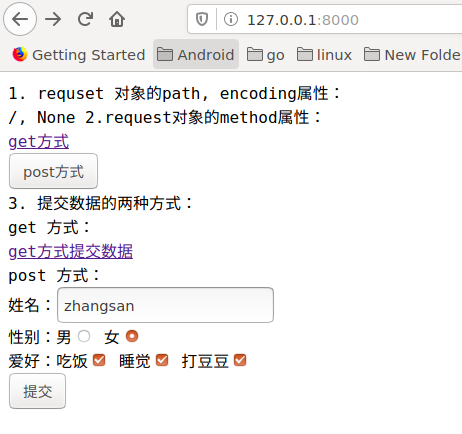 127.0.0.1:8000
Getting Started Android go linux New Folde
1. requset 对象的path, encoding属性：
/, None 2.request对象的method属性：
get方式
post方式
3. 提交数据的两种方式：
get 方式：
get方式提交数据
post 方式：
姓名： zhangsan
性别：男 女
爱好：吃饭 睡觉 打豆豆
提交